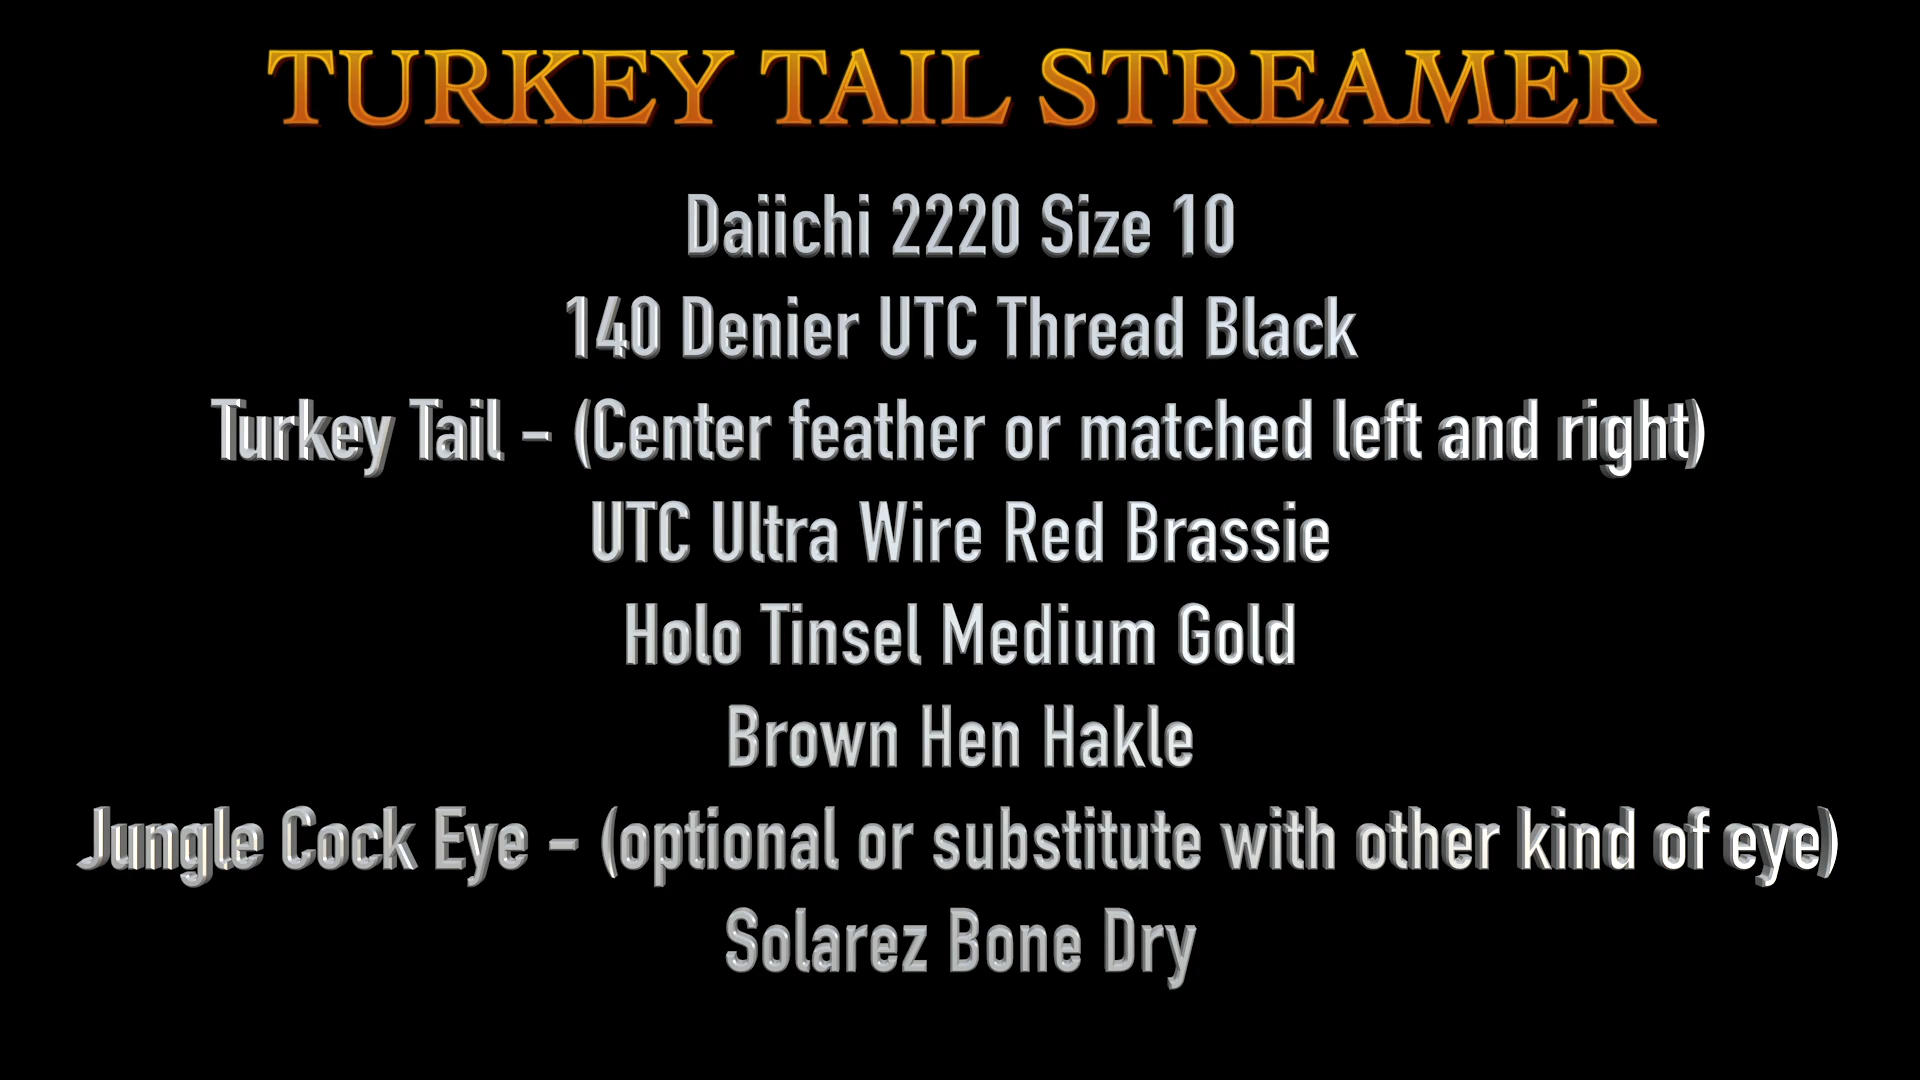 TURKEY TAIL STREAMER
Daiichi 2220 Size 10
140 Denier UTC Thread Black
Turkey Tail - (Center feather or matched left and right)
UTC Ultra Wire Red Brassie
Holo Tinsel Medium Gold
Brown Hen Hakle
Jungle Cock Eye - (optional or substitute with other kind of eye)
Solarez Bone Dry